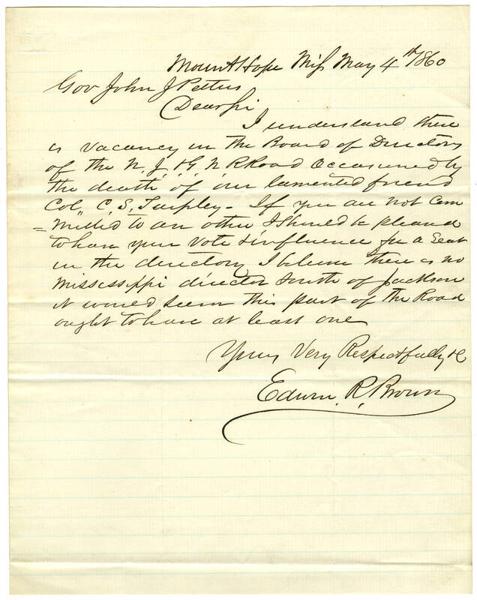 Mount Hope Miss May 4th 1860
Gov John J Pettus
Dear Sir
I understand there
is vacancy in the Board of Directors
of the N. J. & G. N R Road occasioned by
the death of our lamented friend
Col, C, S, Tarpley - If you are not Com
=mitted to an other I should be pleased
to have your vote & influence for a Seat
in the directory I believe there is no
Mississippi director South of Jackson
it would seem this part of the Road
ought to have at least one
Yours Very Respectfully &c
Edwin, R, Brown